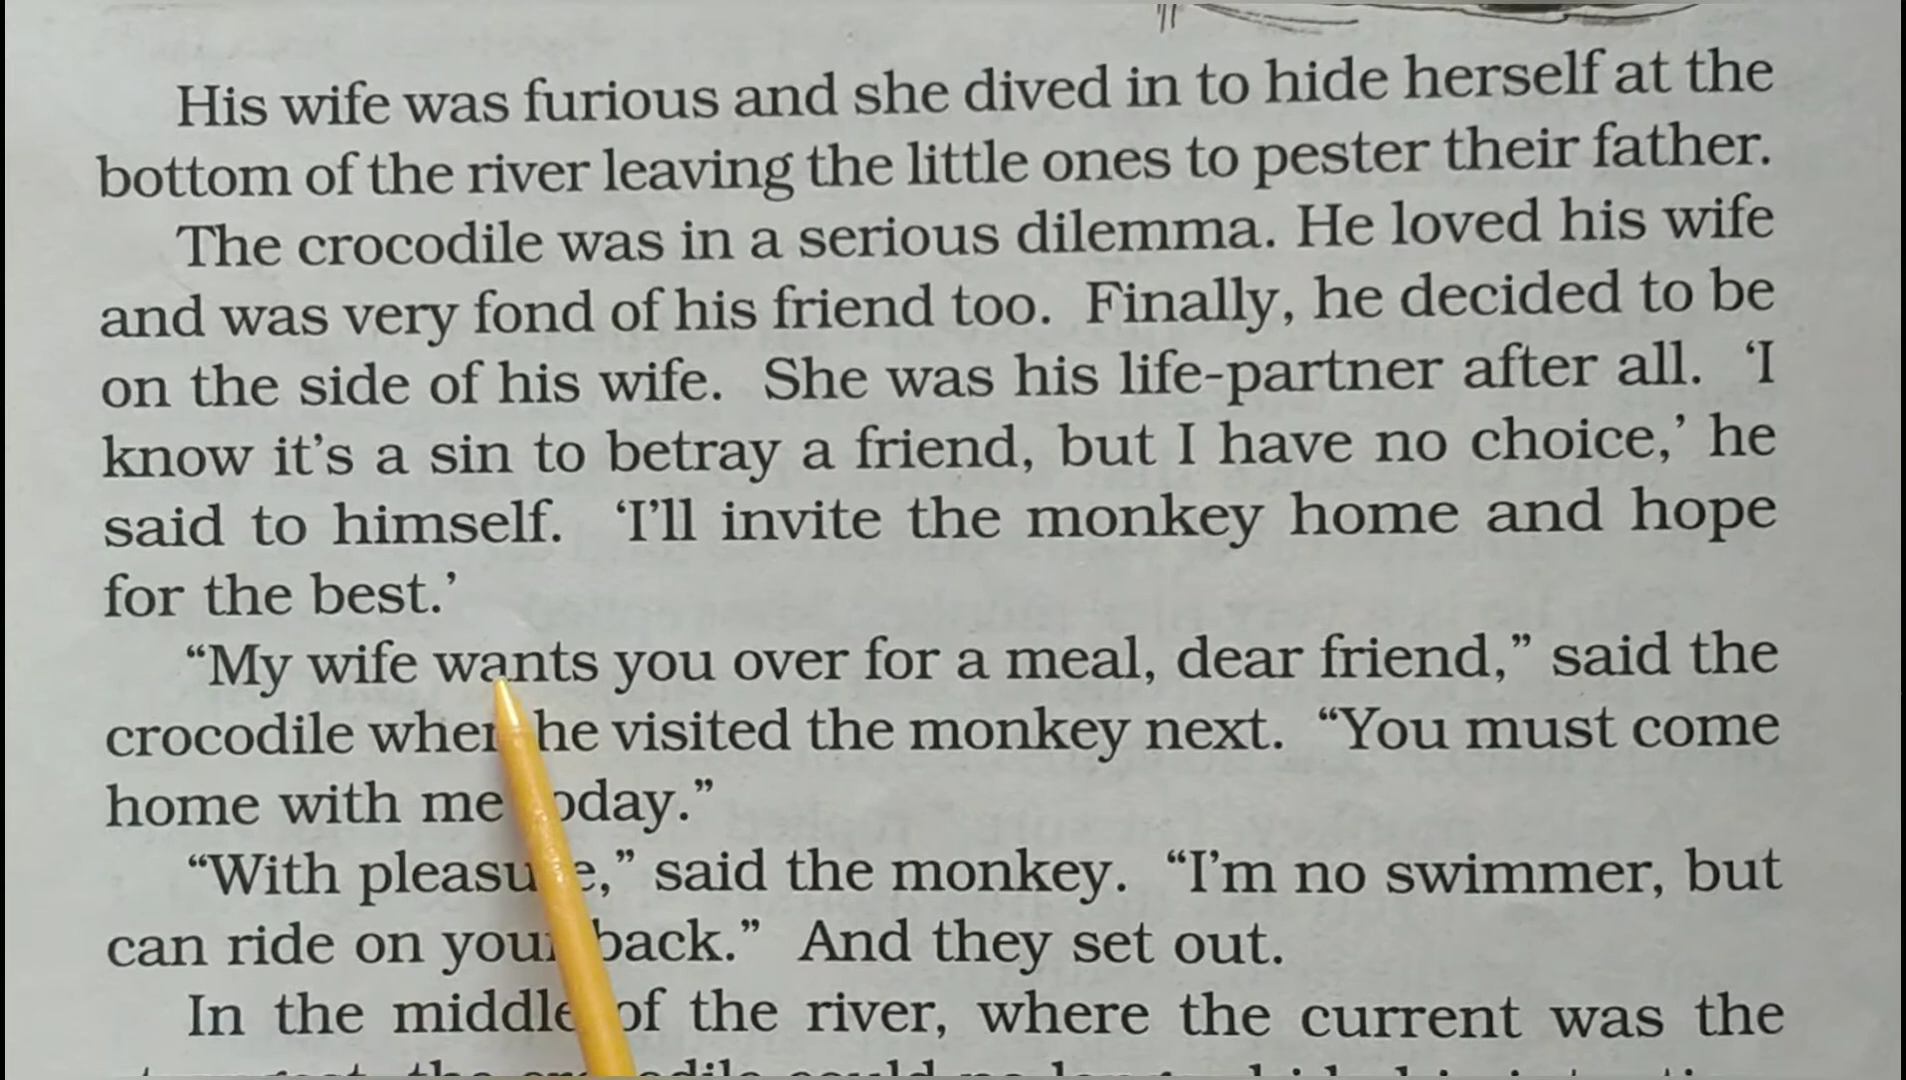 His wife was furious and she dived in to hide herself at the
bottom of the river leaving the little ones to pester their father.
The crocodile was in a serious dilemma. He loved his wife
and was very fond of his friend too. Finally, he decided to be
on the side of his wife. She was his life-partner after all. ‘I
know it’s a sin to betray a friend, but I have no choice,’ he
said to himself. ‘I’ll invite the monkey home and hope
for the best.’
“My wife wants you over for a meal, dear friend,” said the
crocodile when he visited the monkey next. “You must come
home with me today.”
“With pleasure,” said the monkey. “I’m no swimmer, but
can ride on your back.” And they set out.
In the middle of the river, where the current was the